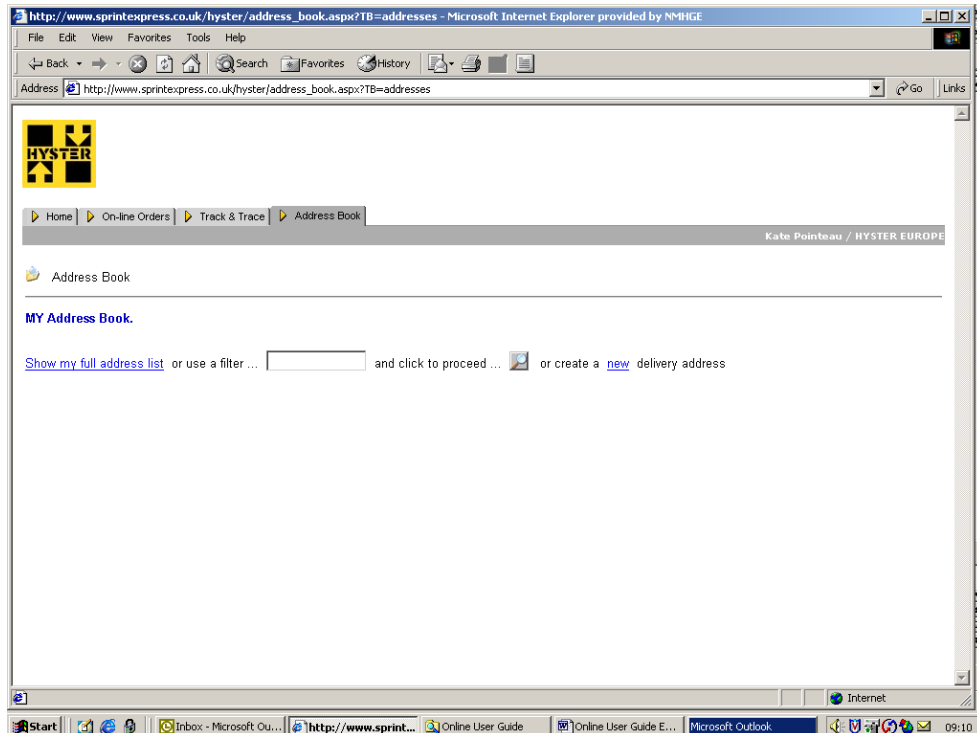 http://www.sprintexpress.co.uk/hyster/address_book.aspx?TB=addresses - Microsoft Internet Explorer provided by NMHGE
File Edit View Favorites Tools Help
Back Search Favorites History
Address http://www.sprintexpress.co.uk/hyster/address_book.aspx?TB=addresses Go Links
HYSTER
Home On-line Orders Track & Trace Address Book
Kate Pointeau / HYSTER EUROPE
Address Book
MY Address Book.
Show my full address list or use a filter ... and click to proceed ... or create a new delivery address
Internet
Start Inbox - Microsoft Ou... http://www.sprint... Online User Guide Online User Guide E... Microsoft Outlook 09:10